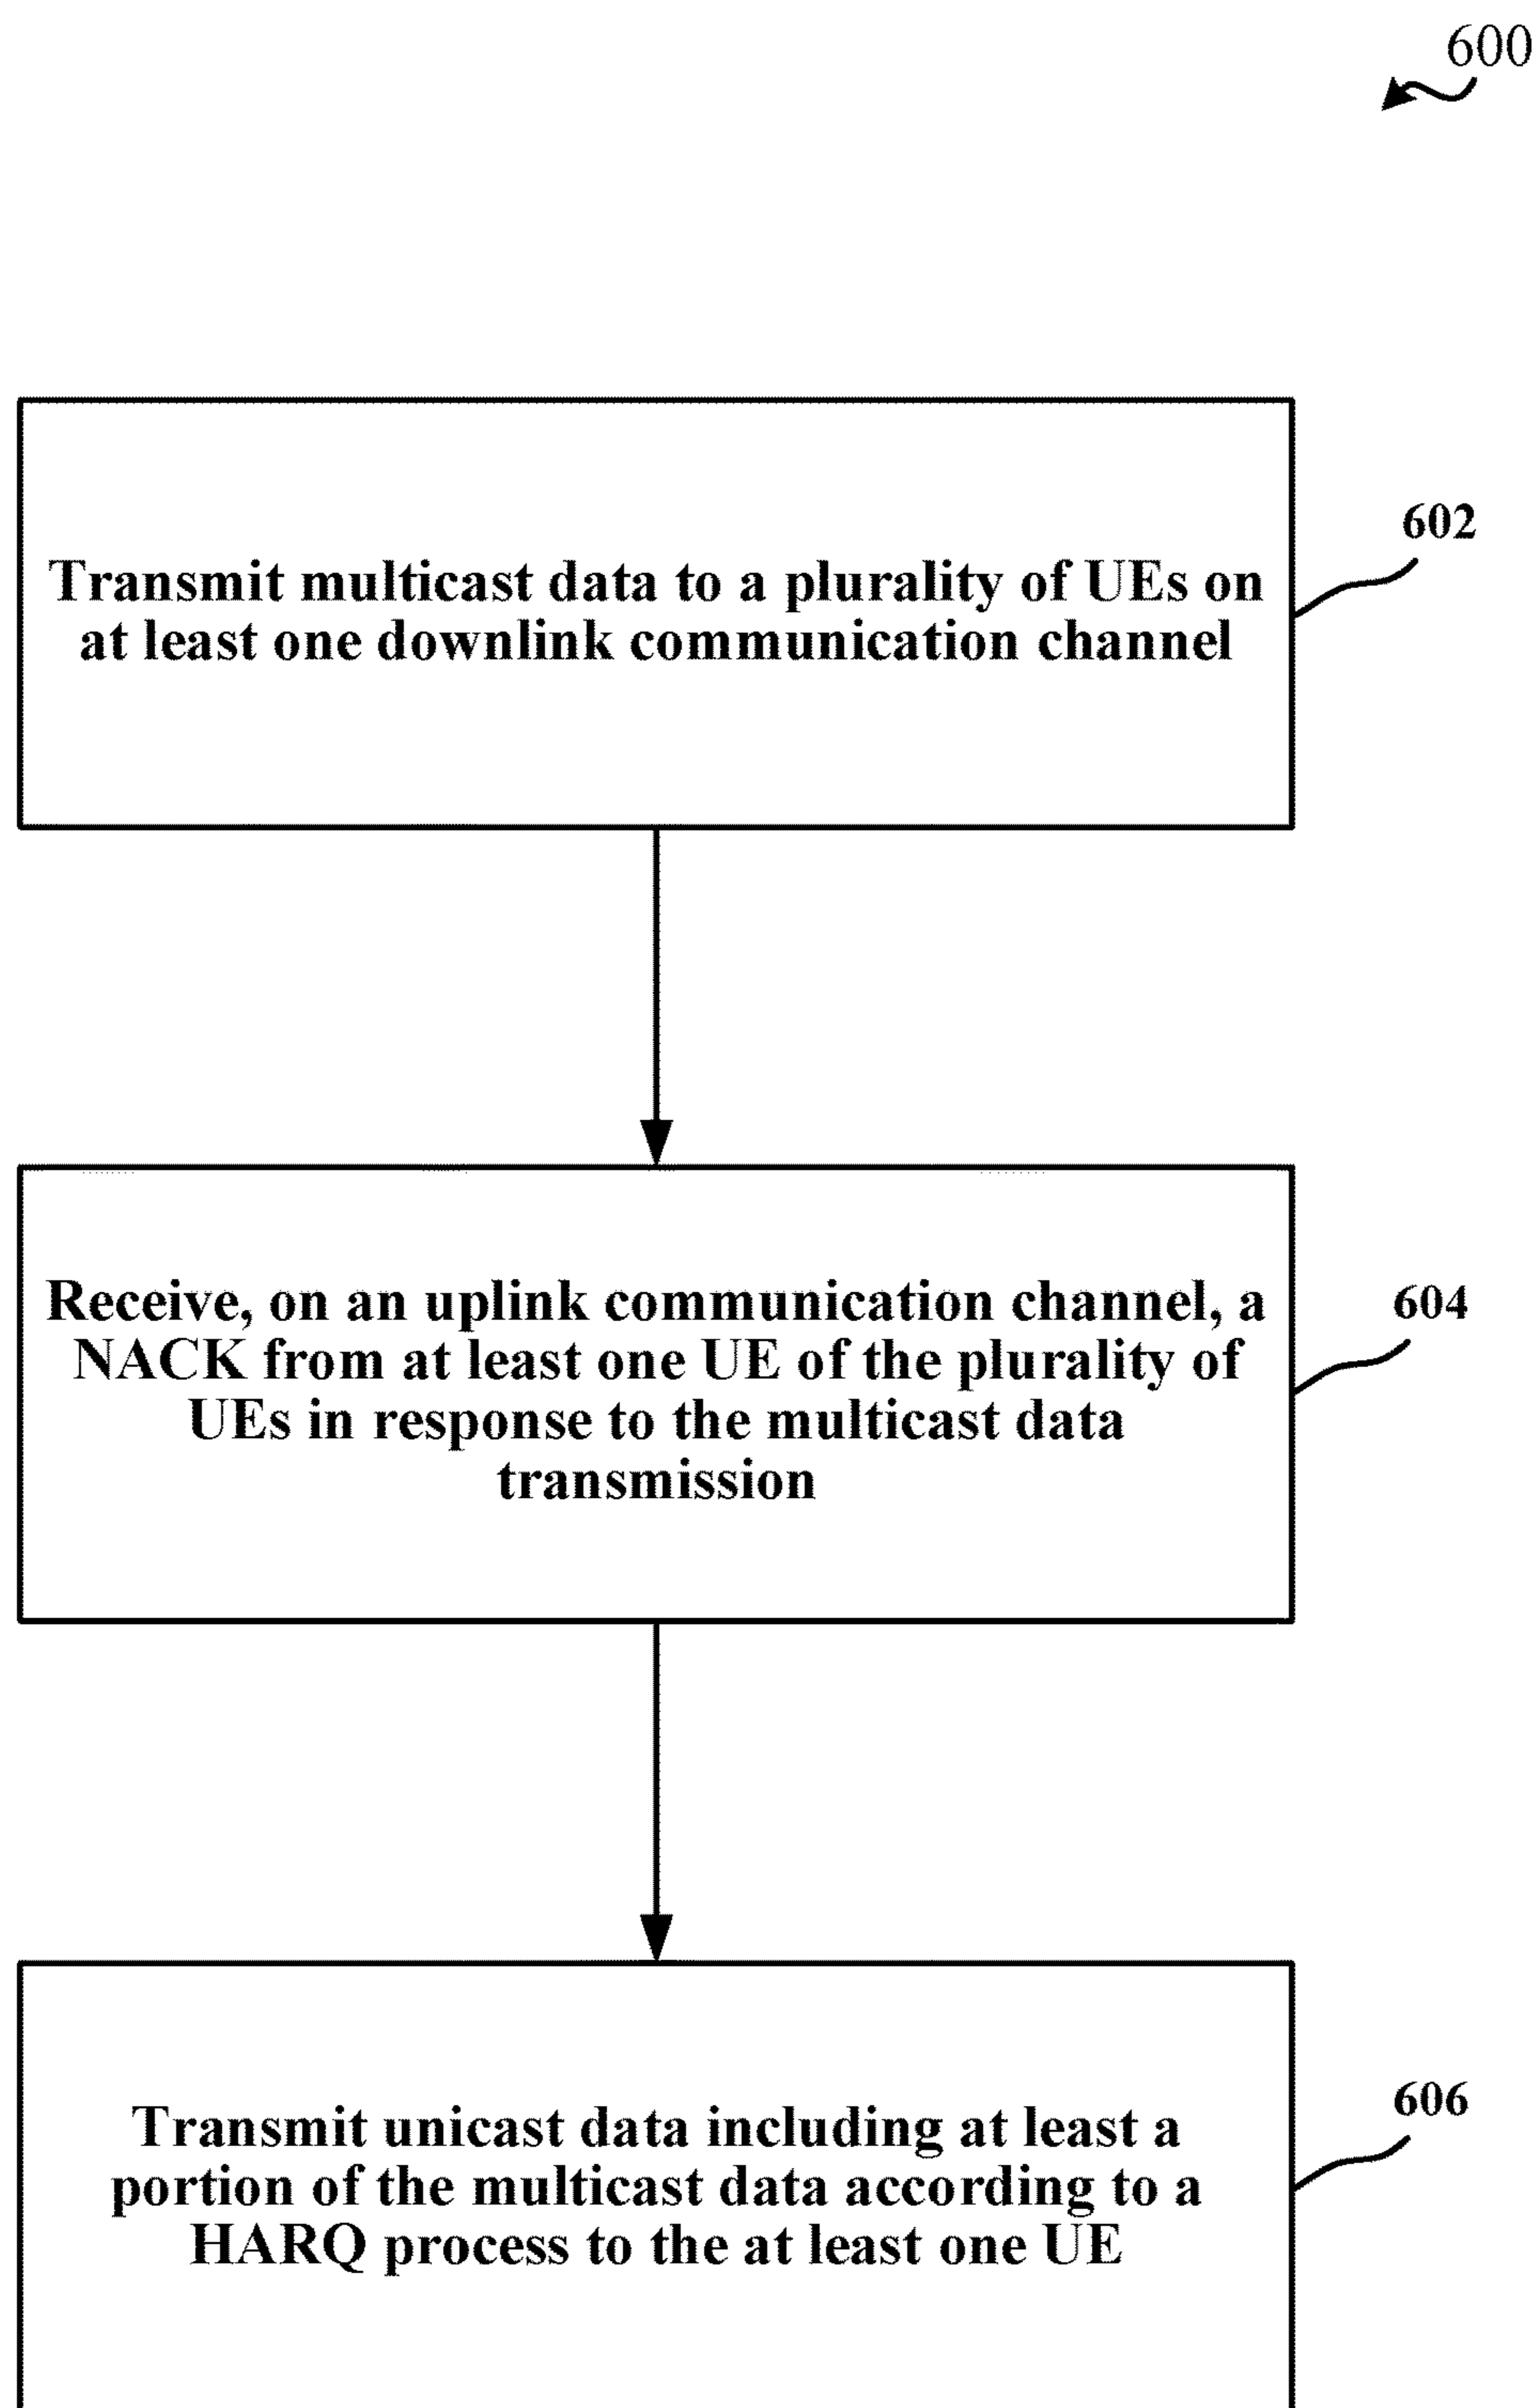 600
Transmit multicast data to a plurality of UEs on
at least one downlink communication channel
602
Receive, on an uplink communication channel, a
NACK from at least one UE of the plurality of
UEs in response to the multicast data
transmission
604
Transmit unicast data including at least a
portion of the multicast data according to a
HARQ process to the at least one UE
606